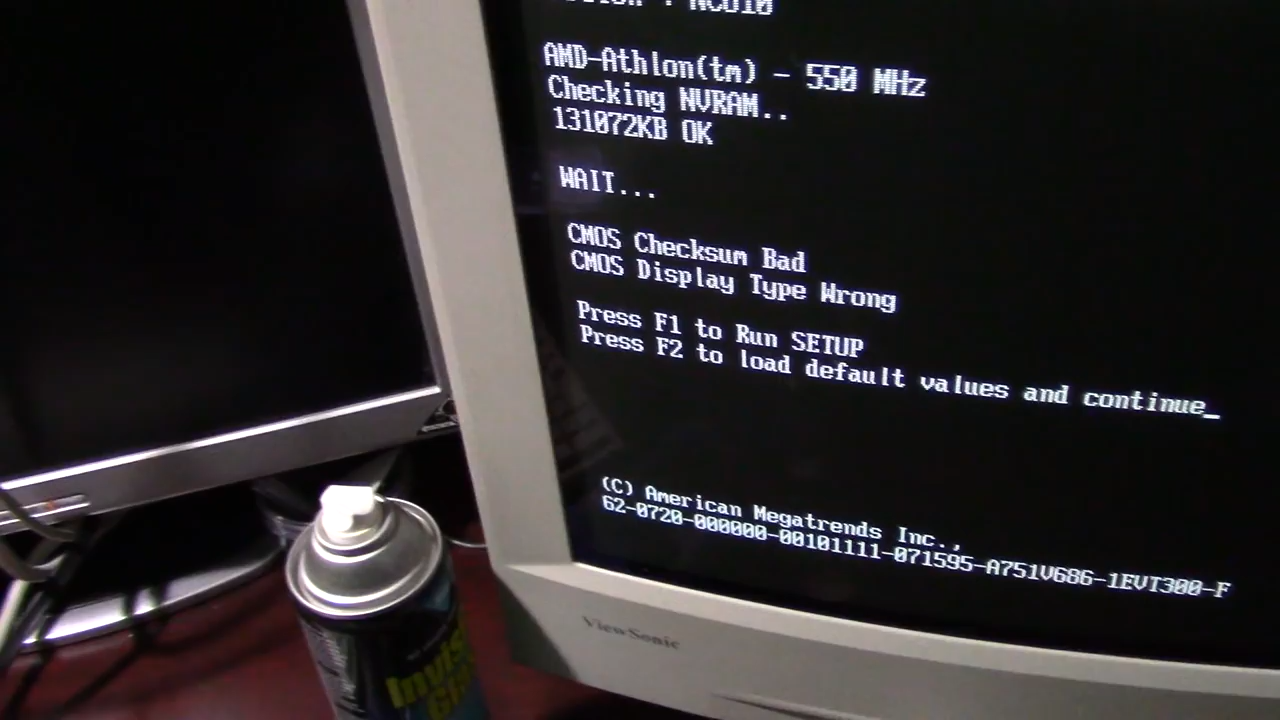 AMD-Athlon(tm) - 550 MHz
Checking NVRAM..
131072KB OK
WAIT...
CMOS Checksum Bad
CMOS Display Type Wrong
Press F1 to Run SETUP
Press F2 to load default values and continue_
(C) American Megatrends Inc.,
62-0720-000000-00101111-071595-A751V686-1EVT300-F
ViewSonic